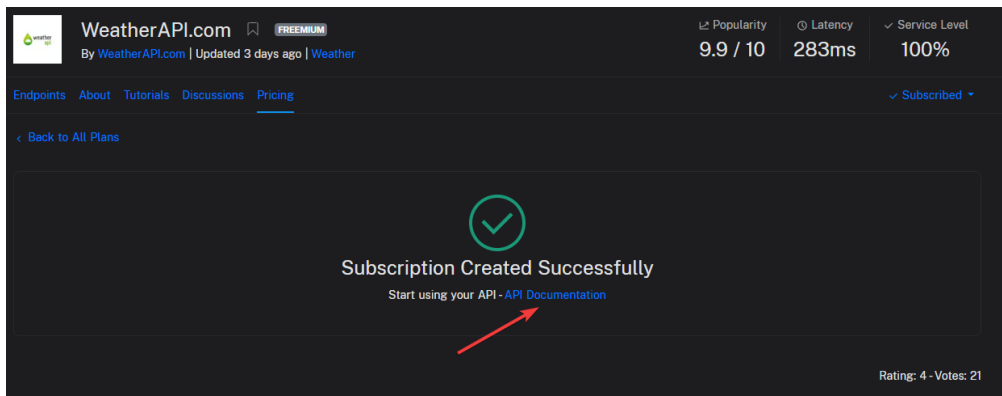 weather
api
WeatherAPI.com FREEMIUM
By WeatherAPI.com | Updated 3 days ago | Weather
Popularity
9.9 / 10
Latency
283ms
Service Level
100%
Endpoints About Tutorials Discussions Pricing
Subscribed
< Back to All Plans
Subscription Created Successfully
Start using your API - API Documentation
Rating: 4 - Votes: 21